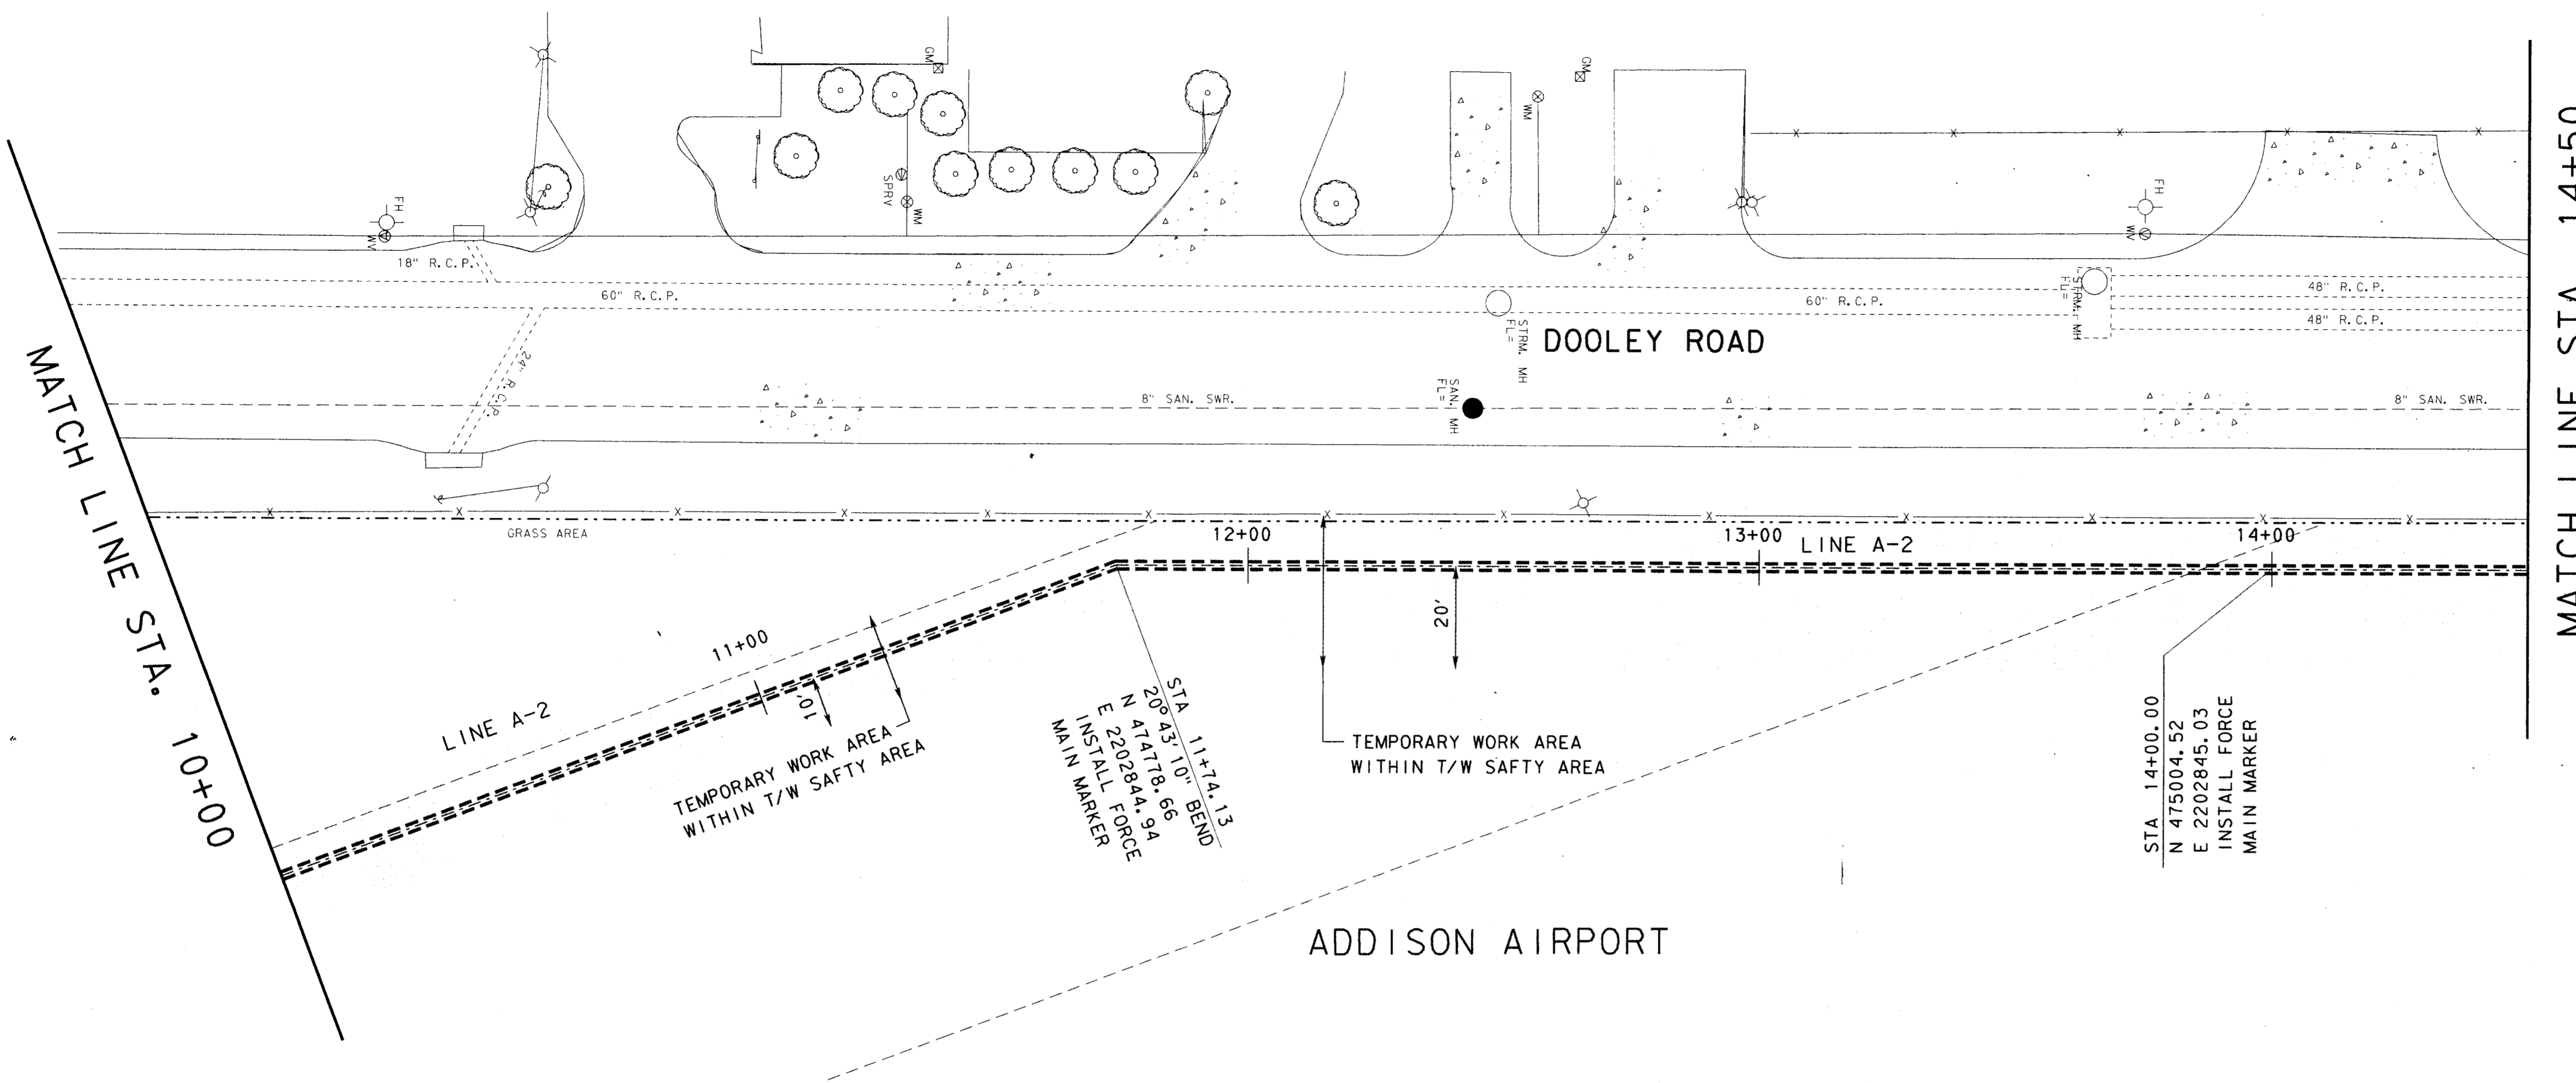 GM
GM
WM
FH
WV
SPRV
WM
FH
WV
18" R.C.P.
60" R.C.P.
60" R.C.P.
STRM. MH
FL=
48" R.C.P.
48" R.C.P.
STRM. MH
FL=
DOOLEY ROAD
24" R.C.P.
8" SAN. SWR.
SAN. MH
FL=
8" SAN. SWR.
GRASS AREA
12+00
13+00
LINE A-2
14+00
20'
11+00
LINE A-2
10'
TEMPORARY WORK AREA
WITHIN T/W SAFTY AREA
STA 11+74.13
20° 43' 10" BEND
N 474778.66
E 2202844.94
INSTALL FORCE
MAIN MARKER
TEMPORARY WORK AREA
WITHIN T/W SAFTY AREA
STA 14+00.00
N 475004.52
E 2202845.03
INSTALL FORCE
MAIN MARKER
ADDISON AIRPORT
MATCH LINE STA. 10+00
MATCH LINE STA 14+50